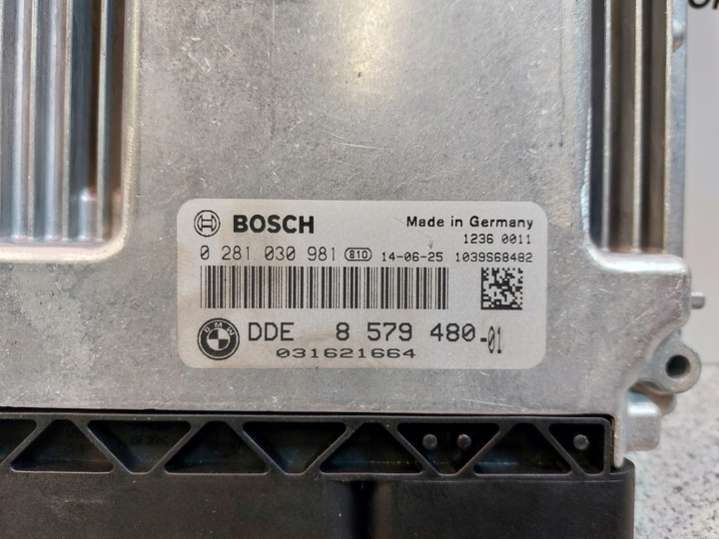 BOSCH Made in Germany
1236 0011
0 281 030 981 810 14-06-25 1039S68482
BMW DDE 8 579 480-01
031621664